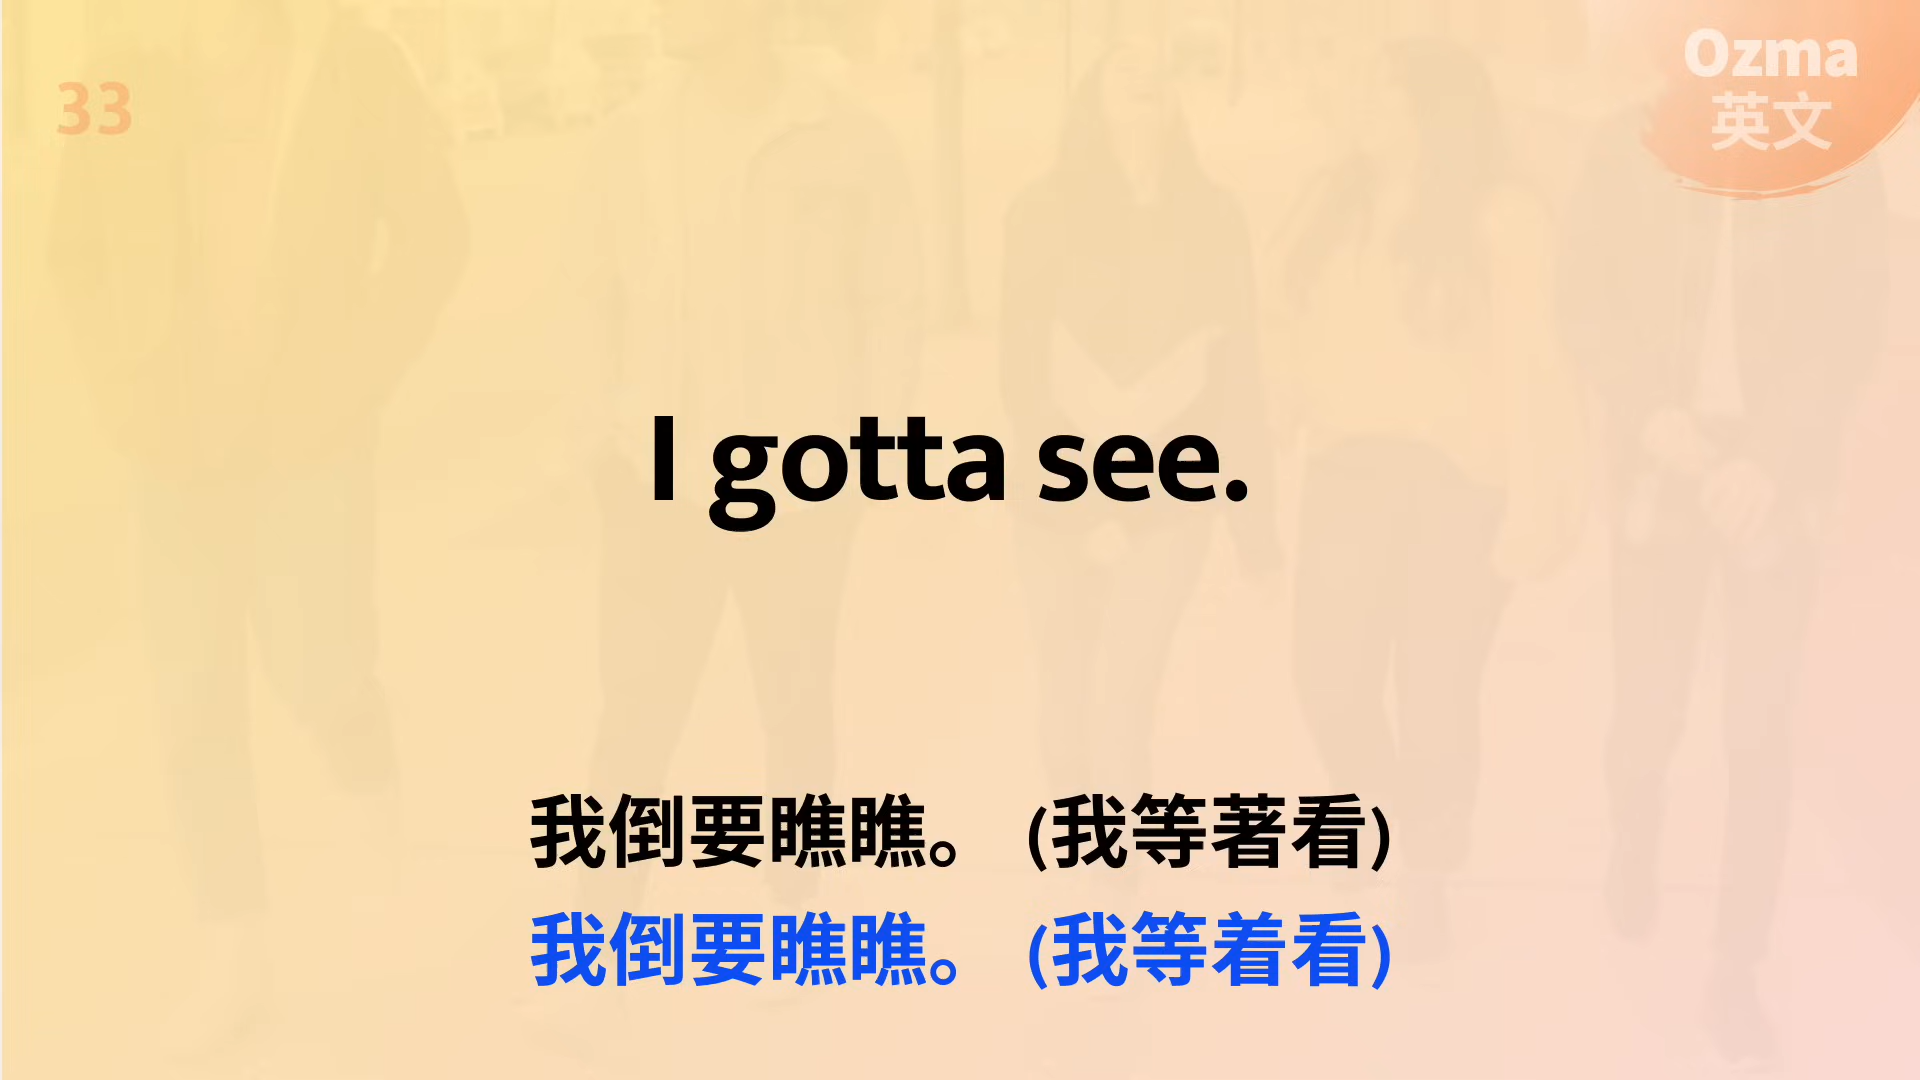 33
Ozma
英文
I gotta see.
我倒要瞧瞧。 (我等著看)
我倒要瞧瞧。 (我等着看)